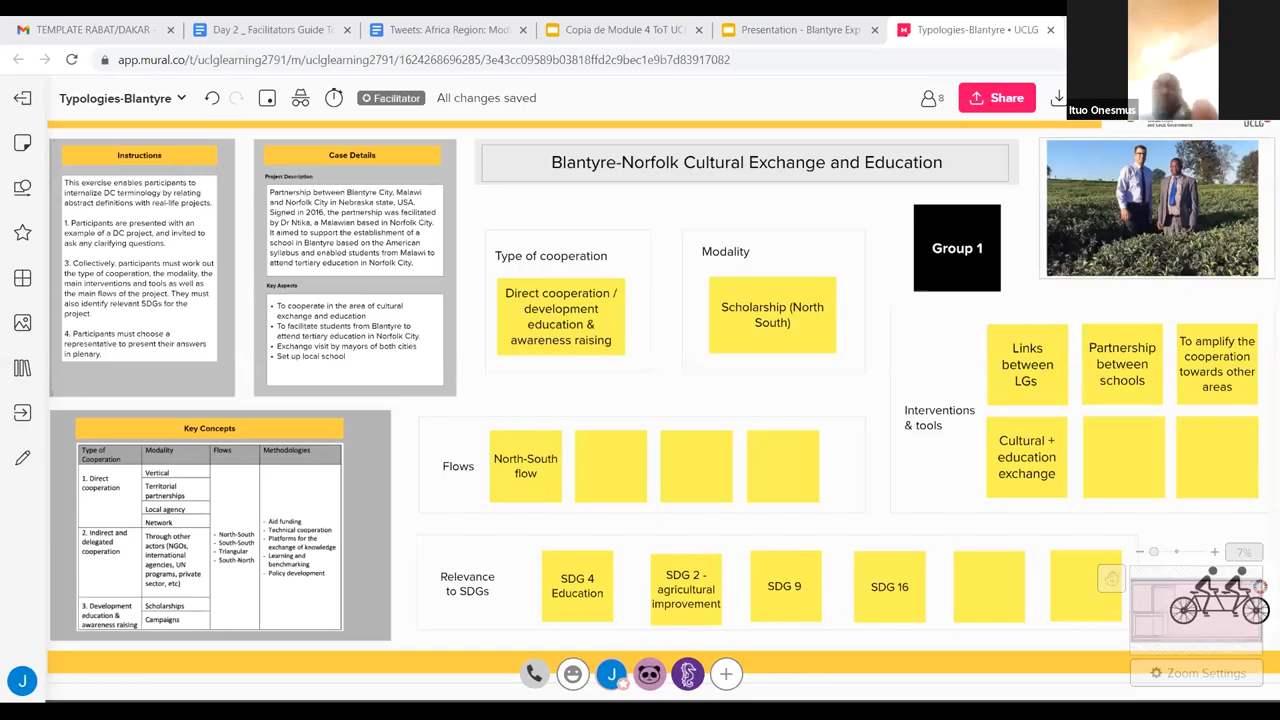 TEMPLATE RABAT/DAKAR -
Day 2 _ Facilitators Guide T
Tweets: Africa Region: Modu
Copia de Module 4 ToT UCL
Presentation - Blantyre Exp
Typologies-Blantyre • UCLG
app.mural.co/t/uclglearning2791/m/uclglearning2791/1624268696285/3e43cc09589b03818ffd2c9bec1e9b7d83917082
Typologies-Blantyre
Facilitator
All changes saved
8
Share
Ituo Onesmus
and Local Governments
UCLG
Instructions
This exercise enables participants to
internalize DC terminology by relating
abstract definitions with real-life projects.
1. Participants are presented with an
example of a DC project, and invited to
ask any clarifying questions.
3. Collectively, participants must work out
the type of cooperation, the modality, the
main interventions and tools as well as
the main flows of the project. They must
also identify relevant SDGs for the
project.
4. Participants must choose a
representative to present their answers
in plenary.
Case Details
Project Description
Partnership between Blantyre City, Malawi
and Norfolk City in Nebraska state, USA.
Signed in 2016, the partnership was facilitated
by Dr Ntika, a Malawian based in Norfolk City.
It aimed to support the establishment of a
school in Blantyre based on the American
syllabus and enabled students from Malawi to
attend tertiary education in Norfolk City.
Key Aspects
• To cooperate in the area of cultural
exchange and education
• To facilitate students from Blantyre to
attend tertiary education in Norfolk City.
• Exchange visit by mayors of both cities
• Set up local school
Blantyre-Norfolk Cultural Exchange and Education
Group 1
Type of cooperation
Direct cooperation /
development
education &
awareness raising
Modality
Scholarship (North
South)
Interventions
& tools
Links
between
LGs
Partnership
between
schools
To amplify the
cooperation
towards other
areas
Cultural +
education
exchange
Key Concepts
Type of
Cooperation
Modality
Flows
Methodologies
1. Direct
cooperation
Vertical
Territorial
partnerships
Local agency
Network
2. Indirect and
delegated
cooperation
Through other
actors (NGOs,
international
agencies, UN
programs, private
sector, etc)
3. Development
education &
awareness raising
Scholarships
Campaigns
- North-South
- South-South
- Triangular
- South-North
- Aid funding
- Technical cooperation
- Platforms for the
exchange of knowledge
- Learning and
benchmarking
- Policy development
Flows
North-South
flow
Relevance
to SDGs
SDG 4
Education
SDG 2 -
agricultural
improvement
SDG 9
SDG 16
7%
Zoom Settings
J
J